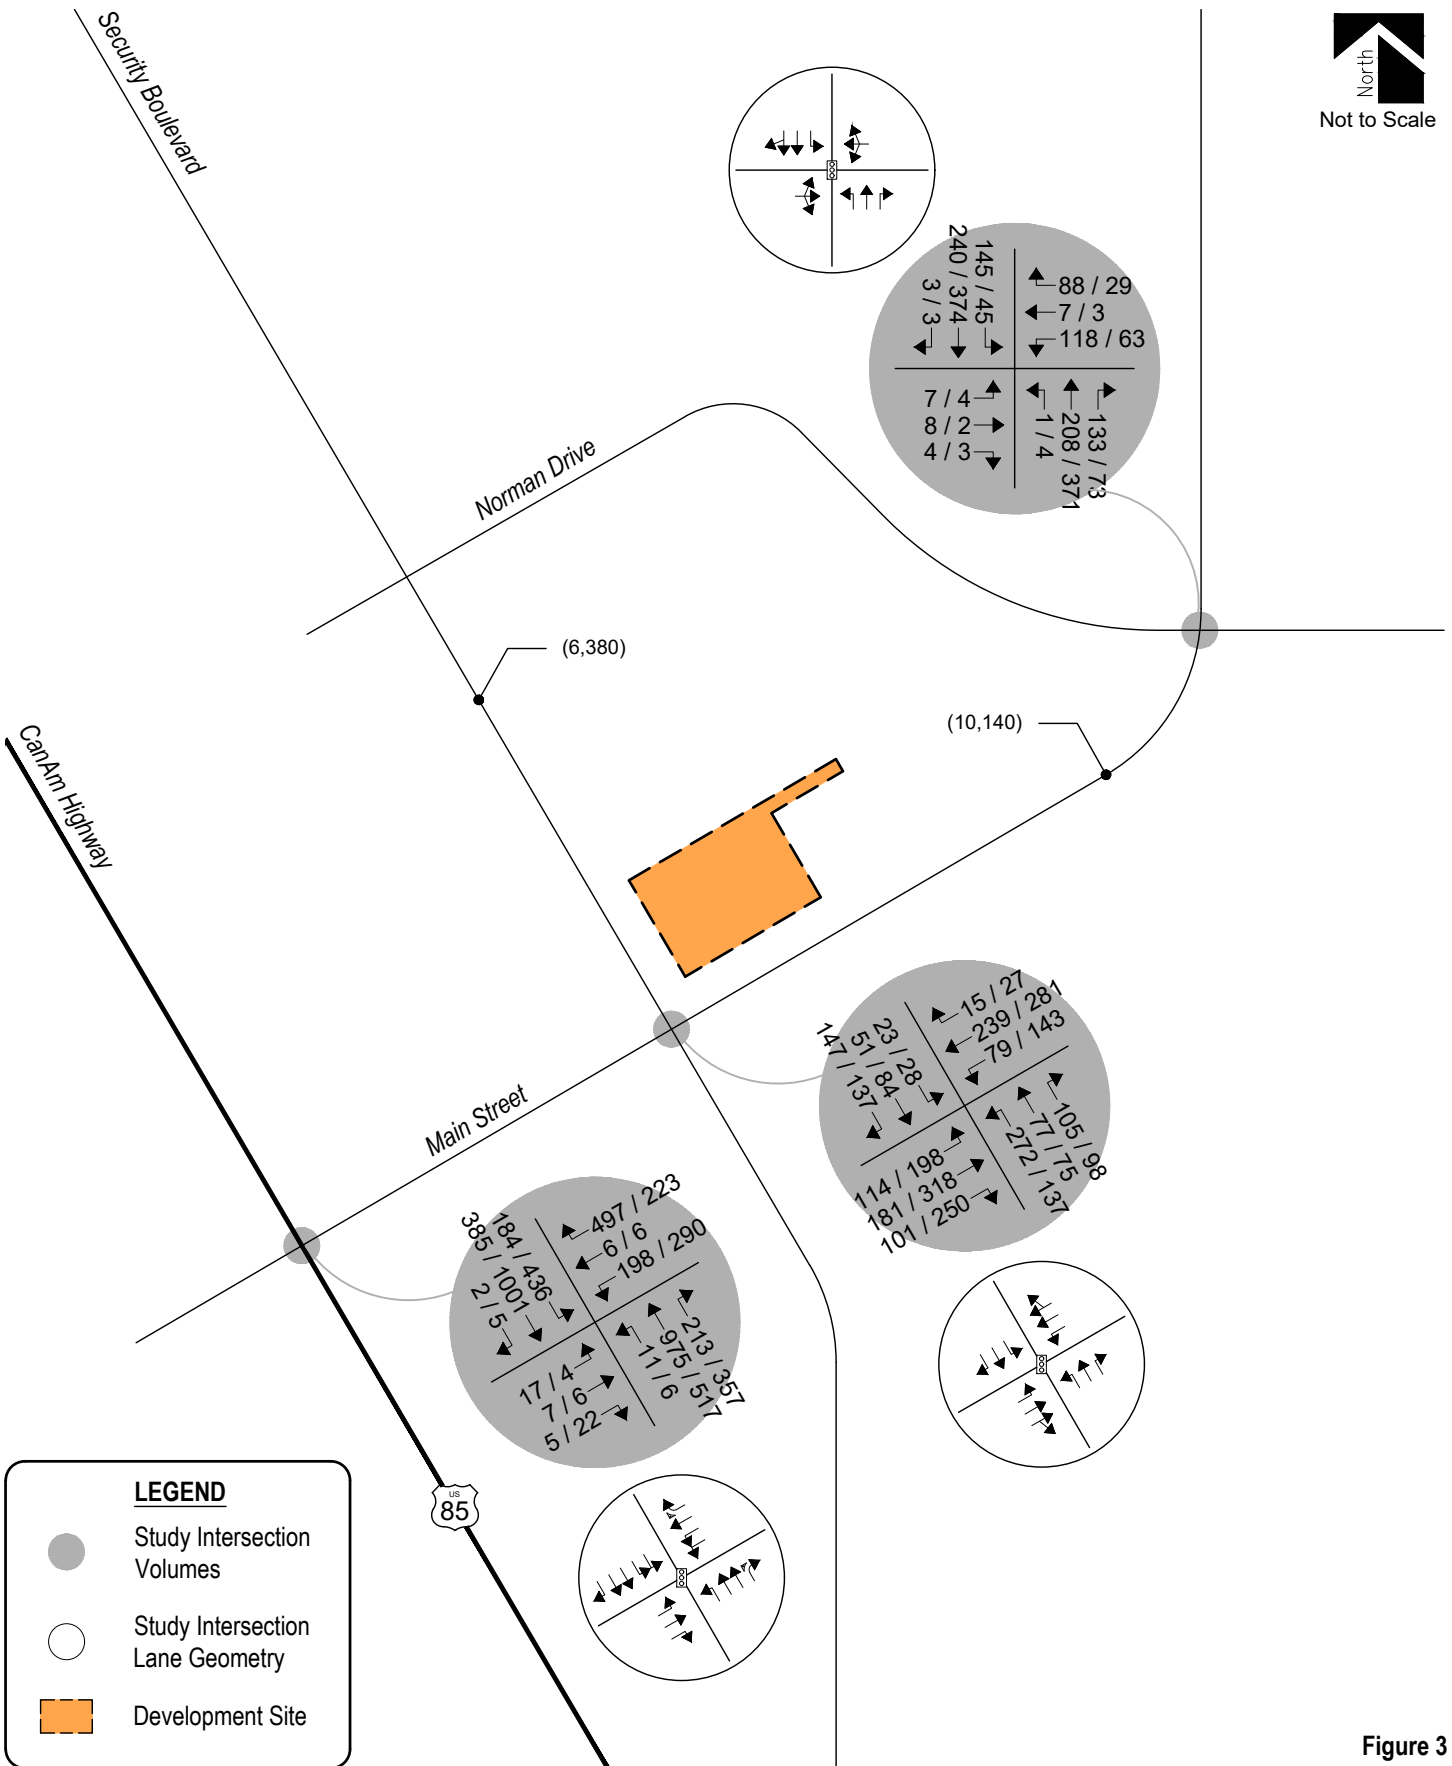 Security Boulevard
North
Not to Scale
145 / 45
240 / 374
3 / 3
88 / 29
7 / 3
118 / 63
7 / 4
8 / 2
4 / 3
133 / 73
208 / 371
1 / 4
Norman Drive
(6,380)
(10,140)
CanAm Highway
Main Street
23 / 28
51 / 84
147 / 137
15 / 27
239 / 281
79 / 143
114 / 198
181 / 318
101 / 250
105 / 98
77 / 75
272 / 137
184 / 436
385 / 1001
2 / 5
497 / 223
6 / 6
198 / 290
17 / 4
7 / 6
5 / 22
213 / 357
975 / 517
11 / 6
US
85
LEGEND
Study Intersection
Volumes
Study Intersection
Lane Geometry
Development Site
Figure 3